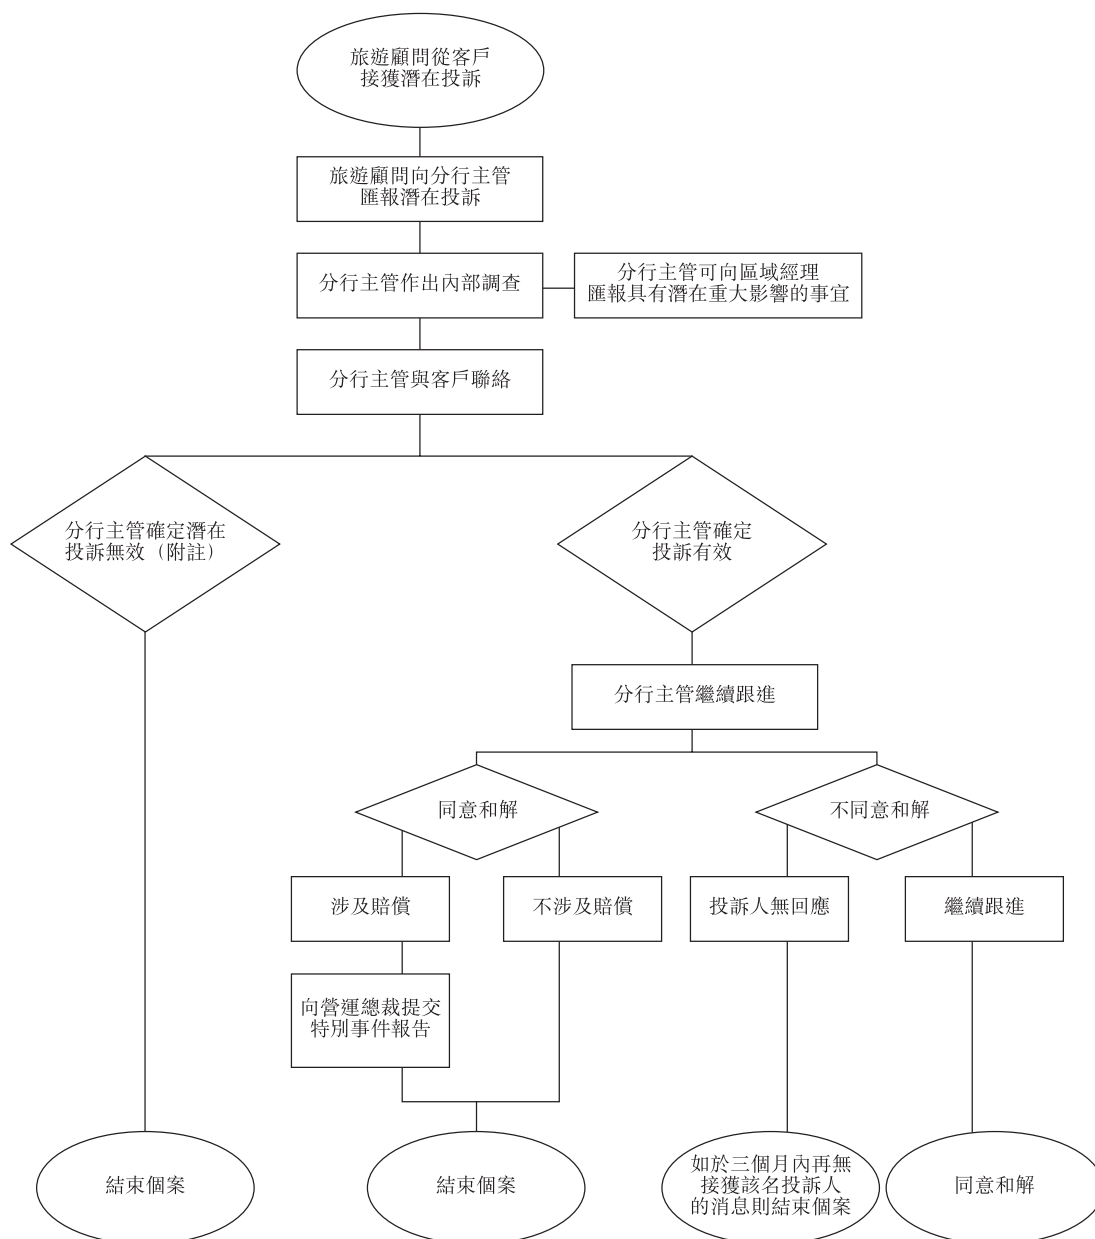 旅遊顧問從客戶
接獲潛在投訴
旅遊顧問向分行主管
匯報潛在投訴
分行主管作出內部調查
分行主管可向區域經理
匯報具有潛在重大影響的事宜
分行主管與客戶聯絡
分行主管確定潛在
投訴無效（附註）
分行主管確定
投訴有效
分行主管繼續跟進
同意和解
不同意和解
涉及賠償
不涉及賠償
投訴人無回應
繼續跟進
向營運總裁提交
特別事件報告
結束個案
結束個案
如於三個月內再無
接獲該名投訴人
的消息則結束個案
同意和解